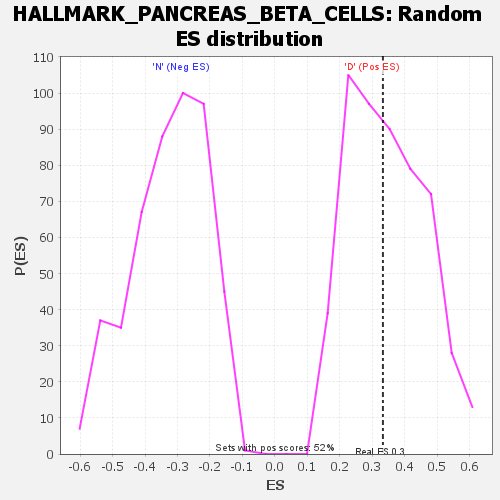 HALLMARK_PANCREAS_BETA_CELLS: Random
ES distribution
'N' (Neg ES)
'D' (Pos ES)
P(ES)
110
100
90
80
70
60
50
40
30
20
10
0
Sets with pos scores: 52%
Real ES 0.3
-0.6 -0.5 -0.4 -0.3 -0.2 -0.1 0.0 0.1 0.2 0.3 0.4 0.5 0.6
ES